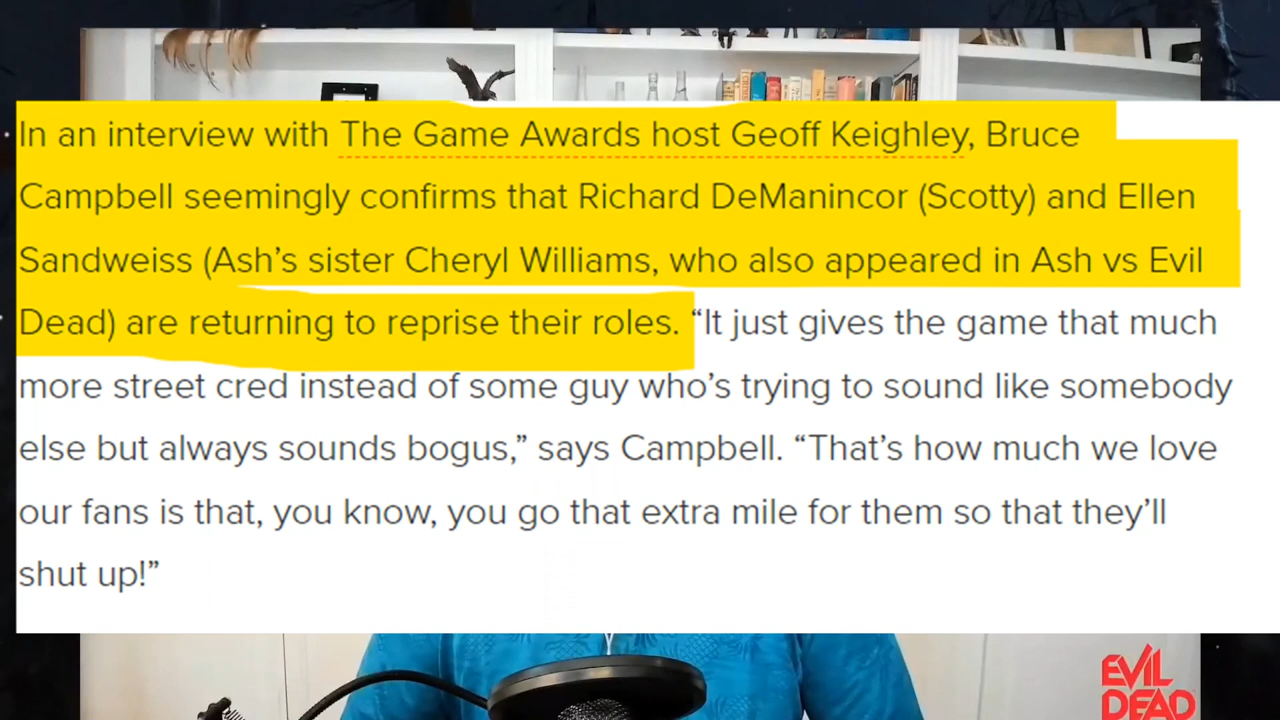 In an interview with The Game Awards host Geoff Keighley, Bruce
Campbell seemingly confirms that Richard DeManincor (Scotty) and Ellen
Sandweiss (Ash’s sister Cheryl Williams, who also appeared in Ash vs Evil
Dead) are returning to reprise their roles. “It just gives the game that much
more street cred instead of some guy who’s trying to sound like somebody
else but always sounds bogus,” says Campbell. “That’s how much we love
our fans is that, you know, you go that extra mile for them so that they’ll
shut up!”
EVIL
DEAD